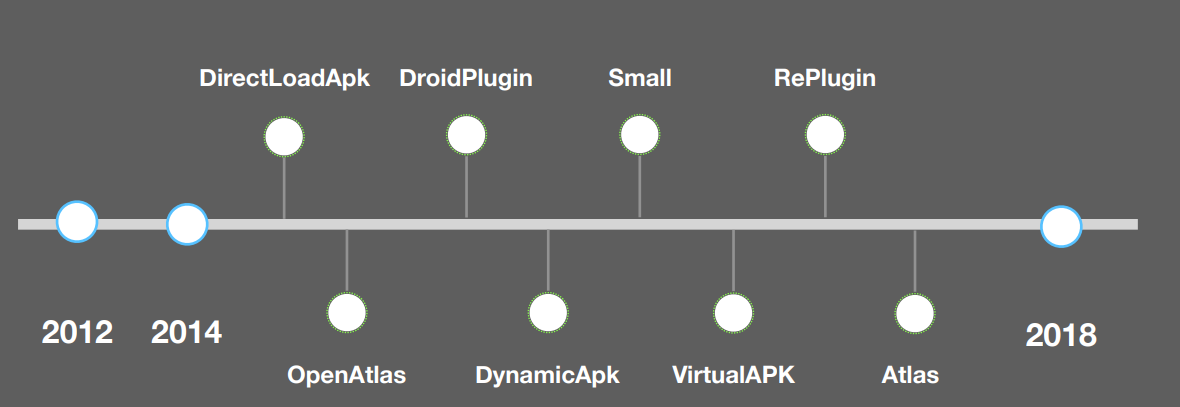 DirectLoadApk DroidPlugin Small RePlugin
2012 2014 2018
OpenAtlas DynamicApk VirtualAPK Atlas